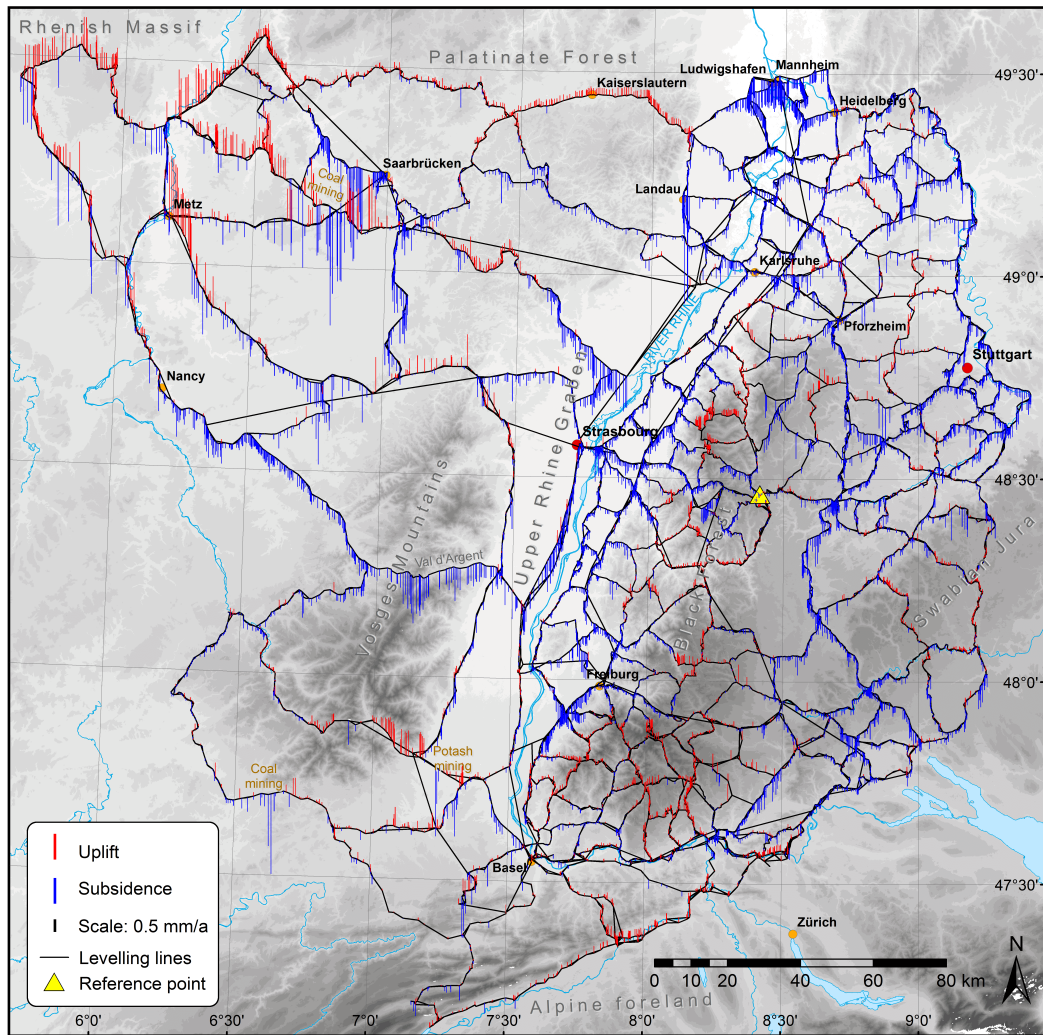 Rhenish Massif
Palatinate Forest
Ludwigshafen
Mannheim
49°30'
Kaiserslautern
Heidelberg
Saarbrücken
Coal
mining
Landau
Metz
Karlsruhe
49°0'
RIVER RHINE
Pforzheim
Nancy
Stuttgart
Upper Rhine Graben
Strasbourg
48°30'
Vosges Mountains
Val d'Argent
Black Forest
Swabian Jura
Freiburg
48°0'
Potash
mining
Coal
mining
Uplift
Subsidence
Scale: 0.5 mm/a
Levelling lines
Reference point
Basel
47°30'
Zürich
N
0 10 20 40 60 80 km
Alpine foreland
6°0'
6°30'
7°0'
7°30'
8°0'
8°30'
9°0'